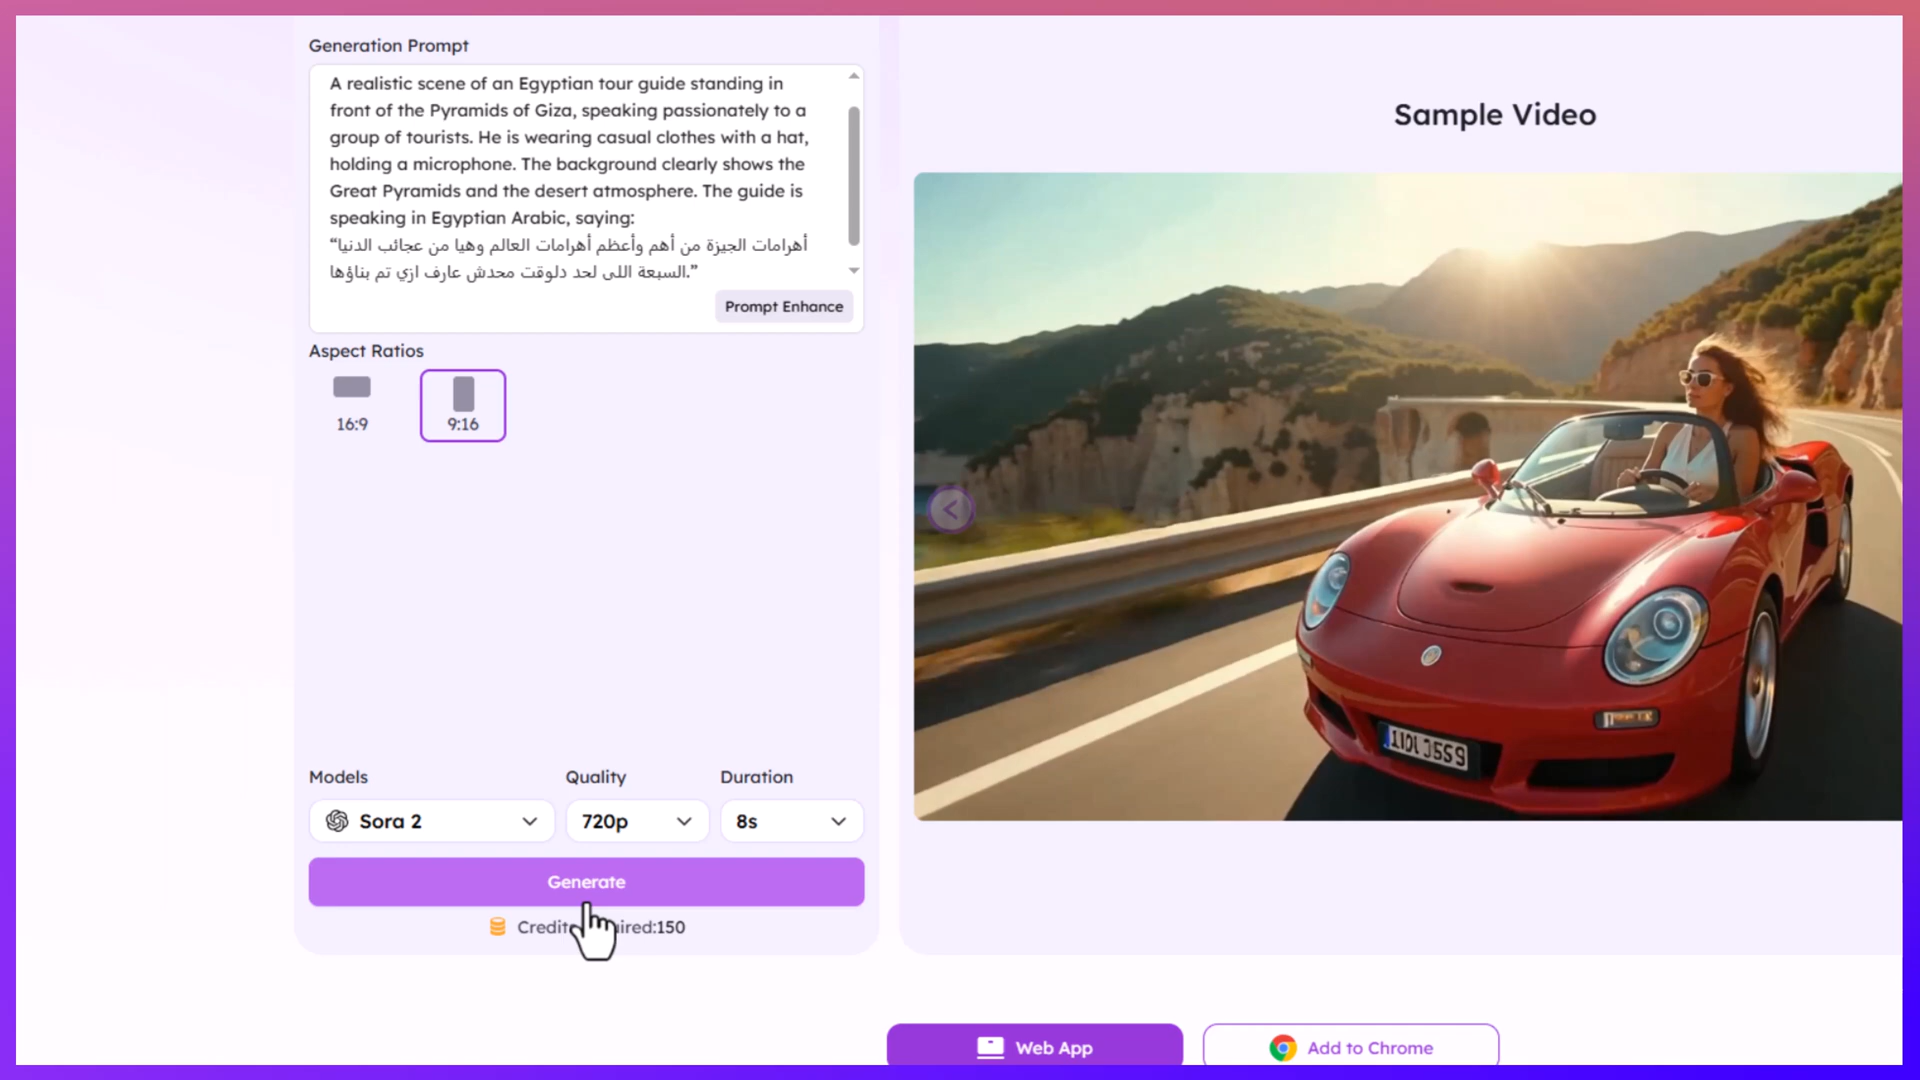 Generation Prompt
A realistic scene of an Egyptian tour guide standing in
front of the Pyramids of Giza, speaking passionately to a
group of tourists. He is wearing casual clothes with a hat,
holding a microphone. The background clearly shows the
Great Pyramids and the desert atmosphere. The guide is
speaking in Egyptian Arabic, saying:
“أهرامات الجيزة من أهم وأعظم أهرامات العالم وهيا من عجائب الدنيا
السبعة اللى لحد دلوقت محدش عارف ازي تم بناؤها.”
Prompt Enhance
Aspect Ratios
16:9
9:16
Models
Quality
Duration
Sora 2
720p
8s
Generate
:150
Sample Video
Web App
Add to Chrome